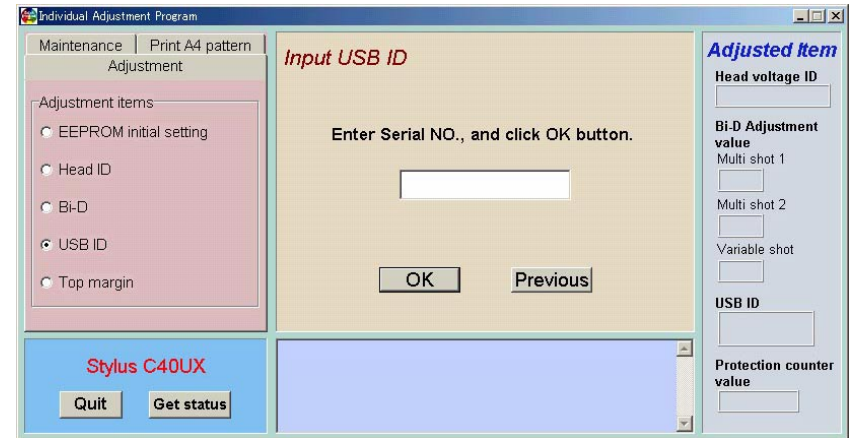 Individual Adjustment Program
Maintenance
Print A4 pattern
Adjustment
Adjustment items
EEPROM initial setting
Head ID
Bi-D
USB ID
Top margin
Stylus C40UX
Quit
Get status
Input USB ID
Enter Serial NO., and click OK button.
OK
Previous
Adjusted Item
Head voltage ID
Bi-D Adjustment
value
Multi shot 1
Multi shot 2
Variable shot
USB ID
Protection counter
value